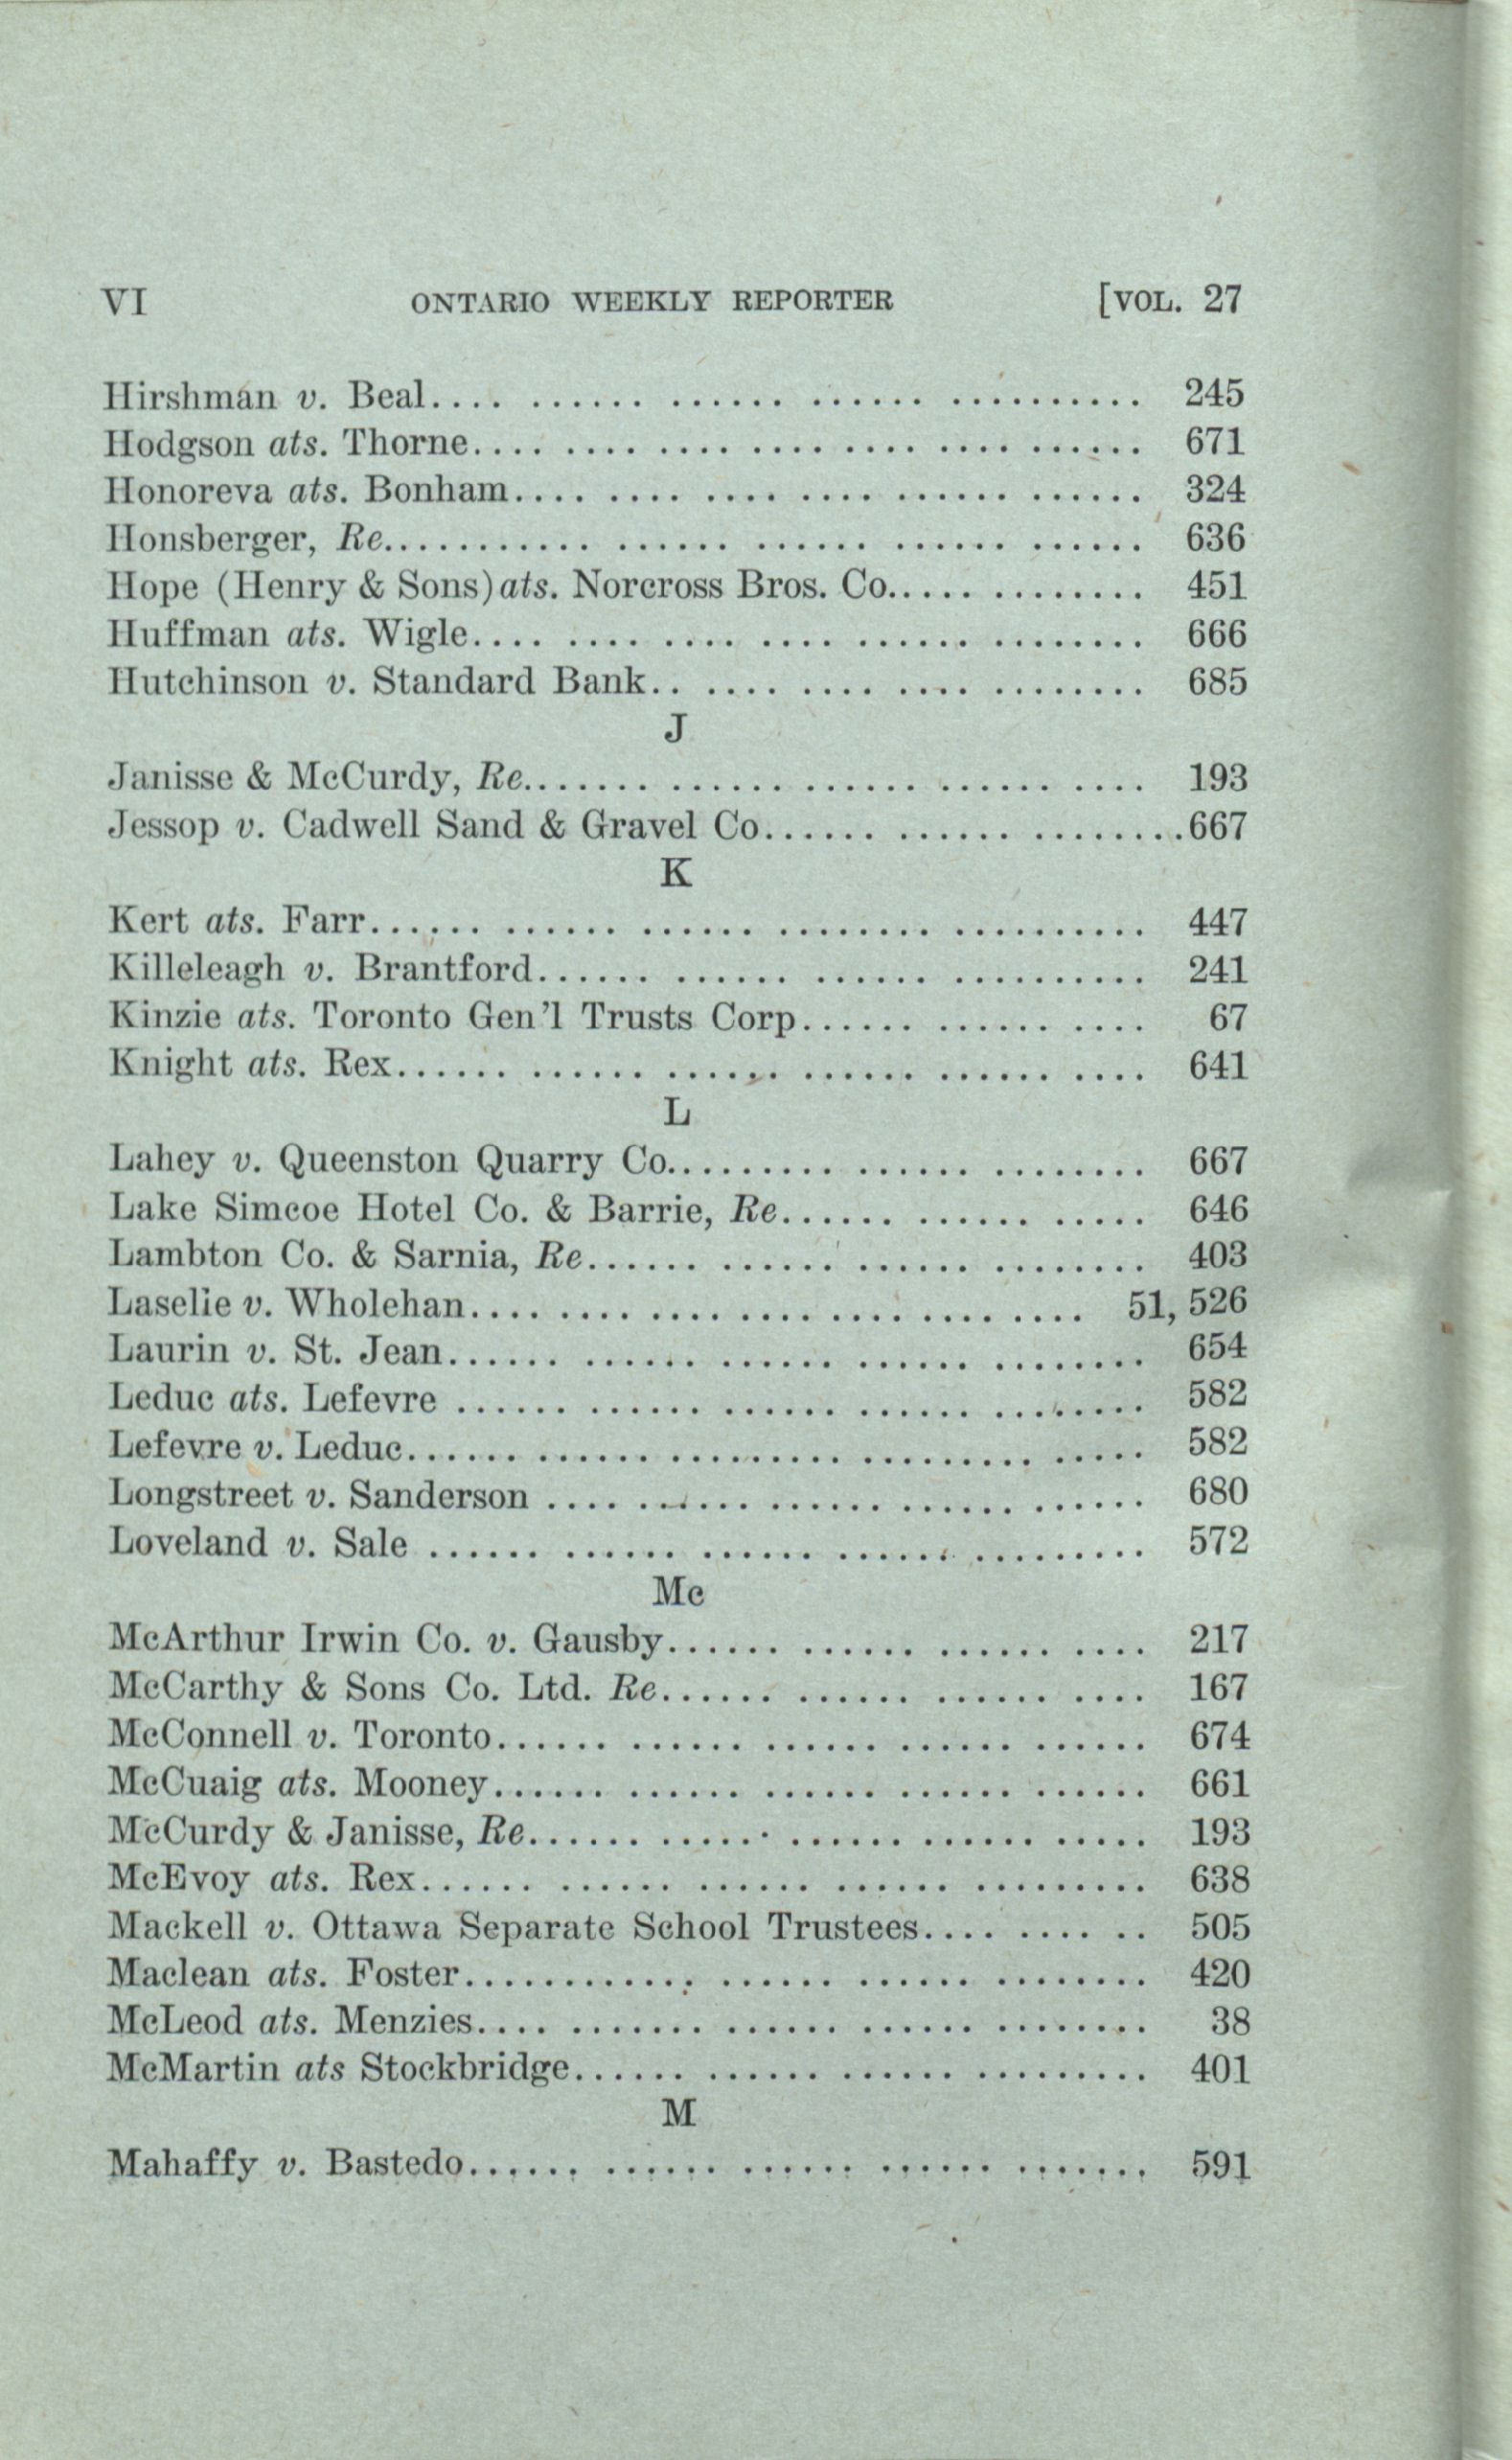 VI ONTARIO WEEKLY REPORTER [VOL. 27
Hirshman v. Beal.... ...... ...... ...... .......... 245
Hodgson ats. Thorne.... .... .... .... .... .... ...... 671
Honoreva ats. Bonham.... .... .... .... ...... ...... 324
Honsberger, Re........... ...... ...... ...... ...... 636
Hope (Henry & Sons) ats. Norcross Bros. Co..... ........ 451
Huffman ats. Wigle.... .... .... .... ...... ........ 666
Hutchinson v. Standard Bank.. .... .... .... ........ 685
J
Janisse & McCurdy, Re....... ...... ...... ...... .... 193
Jessop v. Cadwell Sand & Gravel Co...... ...... ........667
K
Kert ats. Farr...... ...... ...... ........ .......... 447
Killeleagh v. Brantford...... ...... ...... .......... 241
Kinzie ats. Toronto Gen'l Trusts Corp...... ...... .... 67
Knight ats. Rex...... ...... ...... ...... ...... .... 641
L
Lahey v. Queenston Quarry Co.......... ...... ........ 667
Lake Simcoe Hotel Co. & Barrie, Re...... ...... ..... 646
Lambton Co. & Sarnia, Re...... ...... ...... ........ 403
Laselie v. Wholehan.... .... .... .... .... .... .... 51, 526
Laurin v. St. Jean...... ...... ...... ...... ........ 654
Leduc ats. Lefevre ...... ...... ...... ...... ........ 582
Lefevre v. Leduc...... ...... ........ ......... ..... 582
Longstreet v. Sanderson .... ...... ...... ...... ...... 680
Loveland v. Sale ...... ...... ...... ...... ......... 572
Mc
McArthur Irwin Co. v. Gausby...... ...... ...... .... 217
McCarthy & Sons Co. Ltd. Re...... ...... ...... .... 167
McConnell v. Toronto...... ...... ...... ...... ...... 674
McCuaig ats. Mooney...... ...... ...... ...... ...... 661
McCurdy & Janisse, Re...... ...... ...... ...... ..... 193
McEvoy ats. Rex...... ...... ...... ...... ......... 638
Mackell v. Ottawa Separate School Trustees.... .... .. 505
Maclean ats. Foster............ ...... ...... ........ 420
McLeod ats. Menzies.... ....... ...... ...... ........ 38
McMartin ats Stockbridge...... ...... ...... ......... 401
M
Mahaffy v. Bastedo...... ...... ...... ...... ....... 591